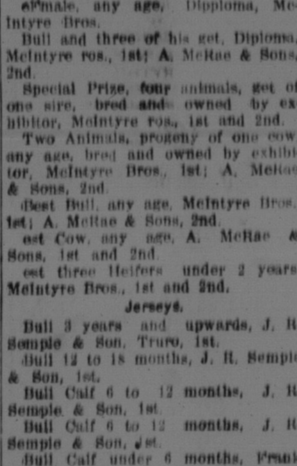 eFmale, any age, Dipploma, Mc-
Intyre Bros.
Bull and three of his get, Diploma,
McIntyre ros., 1st; A. McRae & Sons,
2nd.
Special Prize, four animals, get of
one sire, bred and owned by ex
hibitor, McIntyre ros., 1st and 2nd.
Two Animals, progeny of one cow
any age, bred and owned by exhibi
tor, McIntyre Bros., 1st; A. McRae
& Sons, 2nd.
Best Bull, any age, McIntyre Bros.
1st; A. McRae & Sons, 2nd.
est Cow, any age, A. McRae &
Sons, 1st and 2nd.
est three Heifers under 2 years
McIntyre Bros., 1st and 2nd.
Jerseys.
Bull 3 years and upwards, J. R
Semple & Son, Truro, 1st.
Bull 12 to 18 months, J. R. Semple
& Son, 1st.
Bull Calf 6 to 12 months, J. R
Semple & Son, 1st.
Bull Calf 6 to 12 months, J. R
Semple & Son, 1st.
Bull Calf under 6 months, Frank